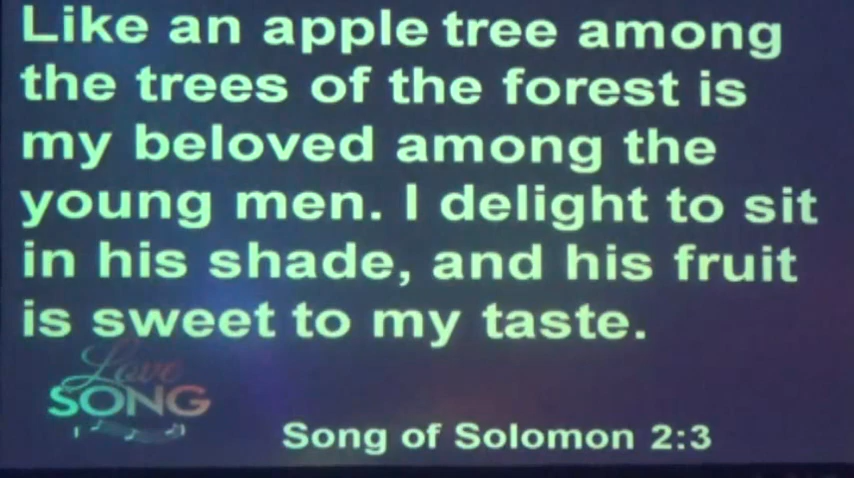 Like an apple tree among
the trees of the forest is
my beloved among the
young men. I delight to sit
in his shade, and his fruit
is sweet to my taste.
Love
SONG
Song of Solomon 2:3